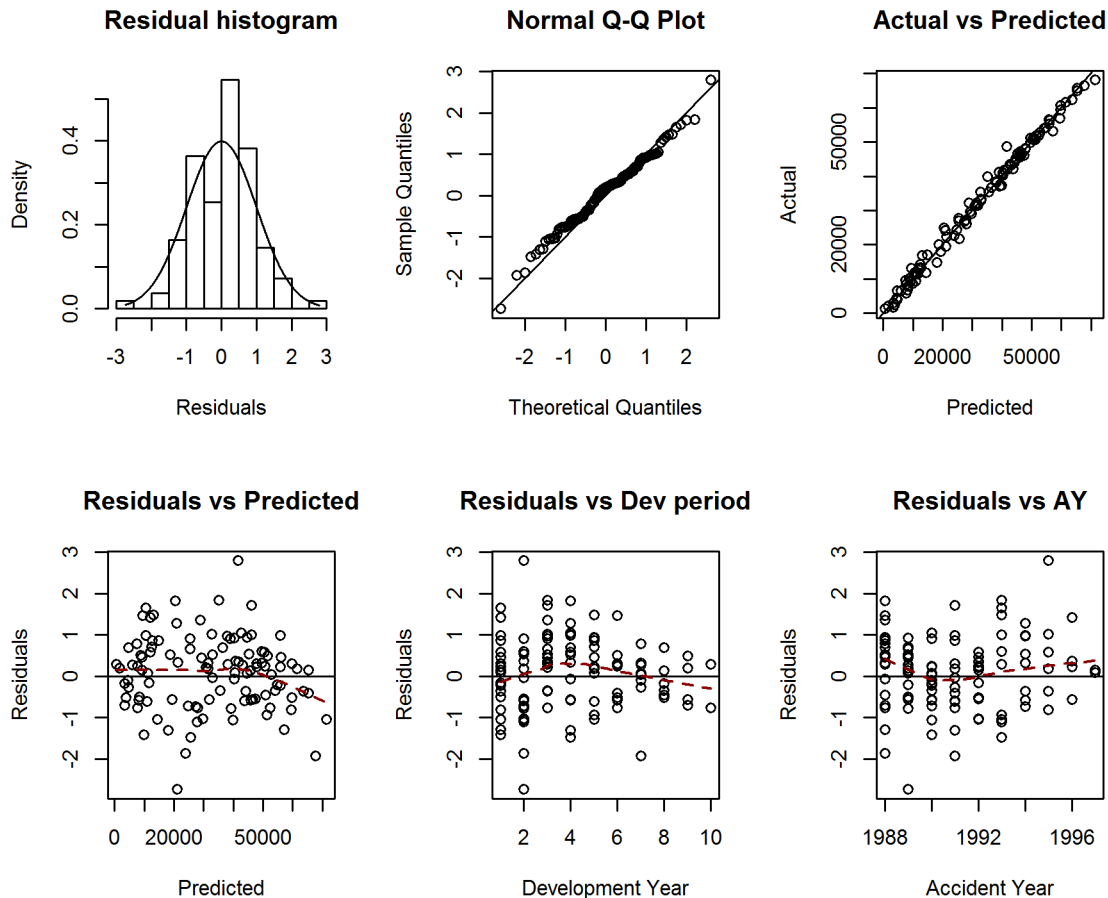 Residual histogram
Density
0.0 0.2 0.4
-3 -1 0 1 2 3
Residuals
Normal Q-Q Plot
Sample Quantiles
-2 -1 0 1 2 3
-2 -1 0 1 2
Theoretical Quantiles
Actual vs Predicted
Actual
0 20000 50000
0 20000 50000
Predicted
Residuals vs Predicted
Residuals
-2 -1 0 1 2 3
0 20000 50000
Predicted
Residuals vs Dev period
Residuals
-2 -1 0 1 2 3
2 4 6 8 10
Development Year
Residuals vs AY
Residuals
-2 -1 0 1 2 3
1988 1992 1996
Accident Year